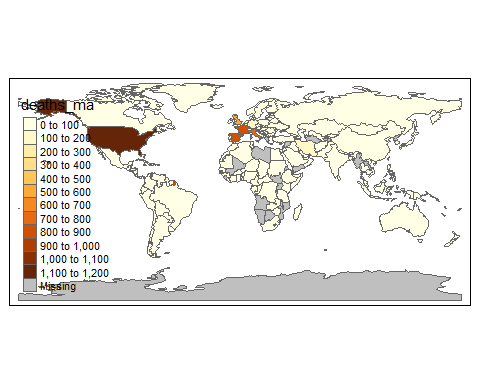 deaths_ma
0 to 100
100 to 200
200 to 300
300 to 400
400 to 500
500 to 600
600 to 700
700 to 800
800 to 900
900 to 1,000
1,000 to 1,100
1,100 to 1,200
Missing